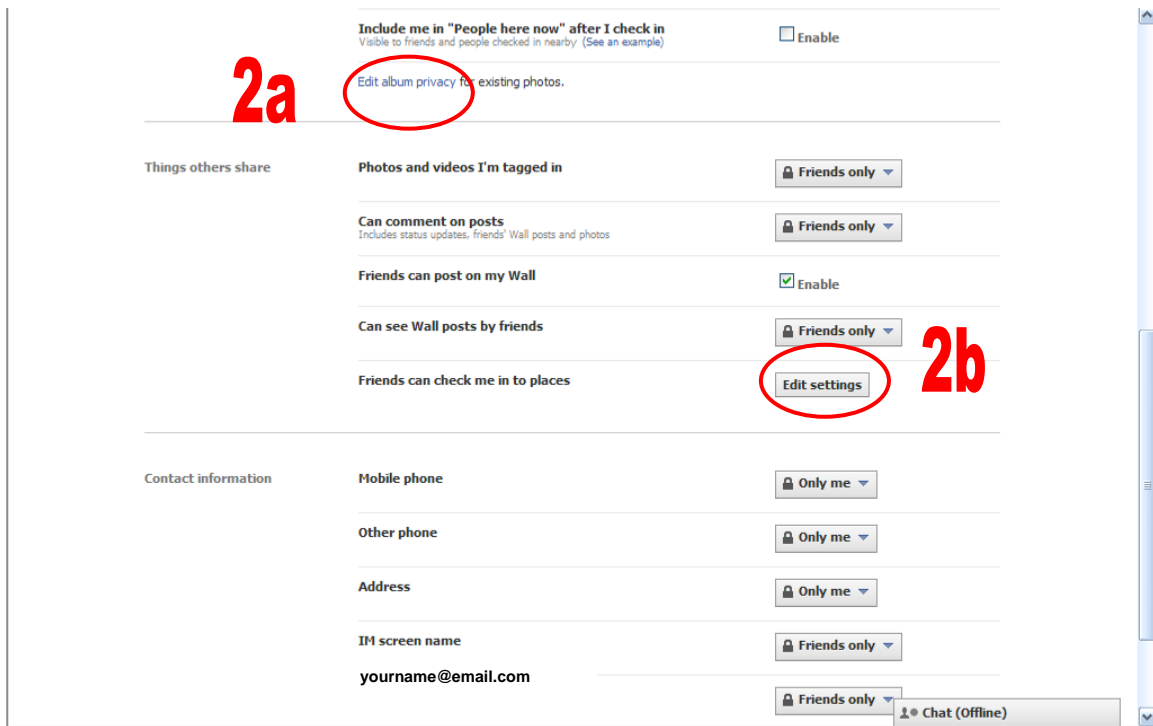 Include me in "People here now" after I check in
Visible to friends and people checked in nearby (See an example)
Enable
2a
Edit album privacy for existing photos.
Things others share
Photos and videos I'm tagged in
Friends only
Can comment on posts
Includes status updates, friends' Wall posts and photos
Friends only
Friends can post on my Wall
Enable
Can see Wall posts by friends
Friends only
2b
Friends can check me in to places
Edit settings
Contact information
Mobile phone
Only me
Other phone
Only me
Address
Only me
IM screen name
Friends only
yourname@email.com
Friends only
Chat (Offline)